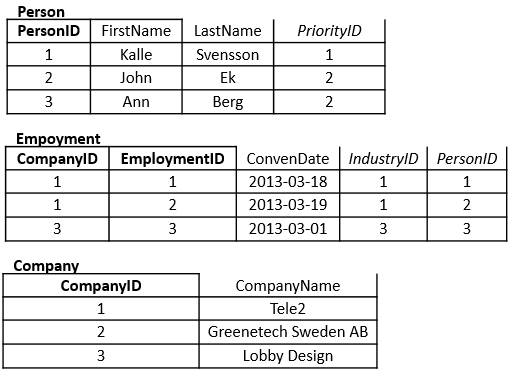 Person
PersonID FirstName LastName PriorityID
1 Kalle Svensson 1
2 John Ek 2
3 Ann Berg 2
Empoyment
CompanyID EmploymentID ConvenDate IndustryID PersonID
1 1 2013-03-18 1 1
1 2 2013-03-19 1 2
3 3 2013-03-01 3 3
Company
CompanyID CompanyName
1 Tele2
2 Greenetech Sweden AB
3 Lobby Design